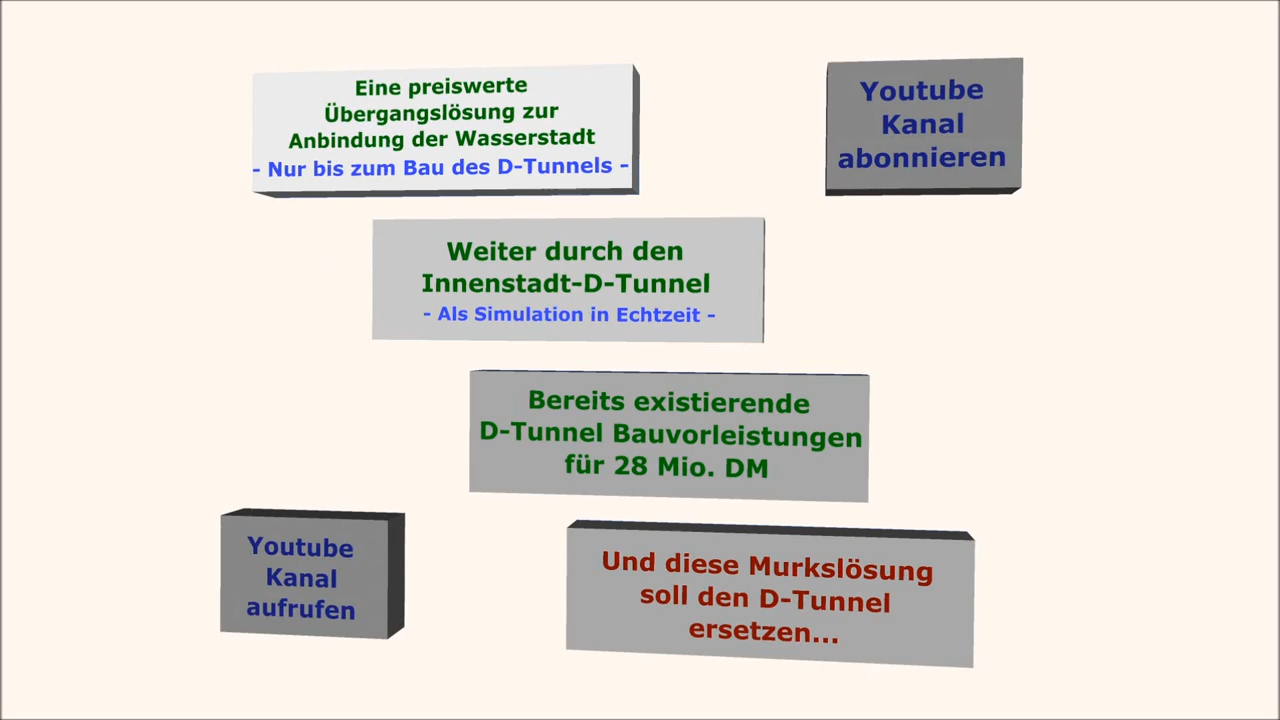 Eine preiswerte
Übergangslösung zur
Anbindung der Wasserstadt
- Nur bis zum Bau des D-Tunnels -
Youtube
Kanal
abonnieren
Weiter durch den
Innenstadt-D-Tunnel
- Als Simulation in Echtzeit -
Bereits existierende
D-Tunnel Bauvorleistungen
für 28 Mio. DM
Youtube
Kanal
aufrufen
Und diese Murkslösung
soll den D-Tunnel
ersetzen...